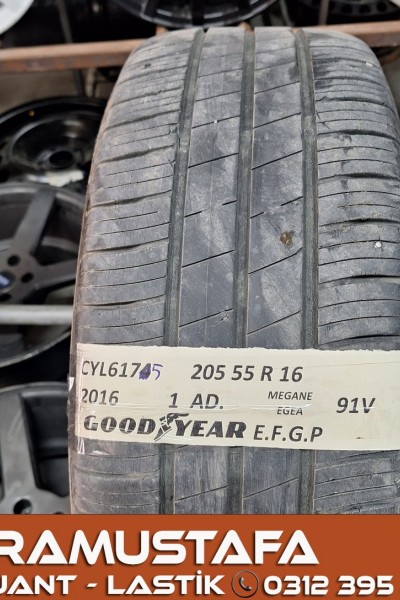 CYL61745 205 55 R 16
2016 1 AD. MEGANE EGEA 91V
GOODYEAR E.F.G.P
RAMUSTAFA
JANT - LASTİK 0312 395